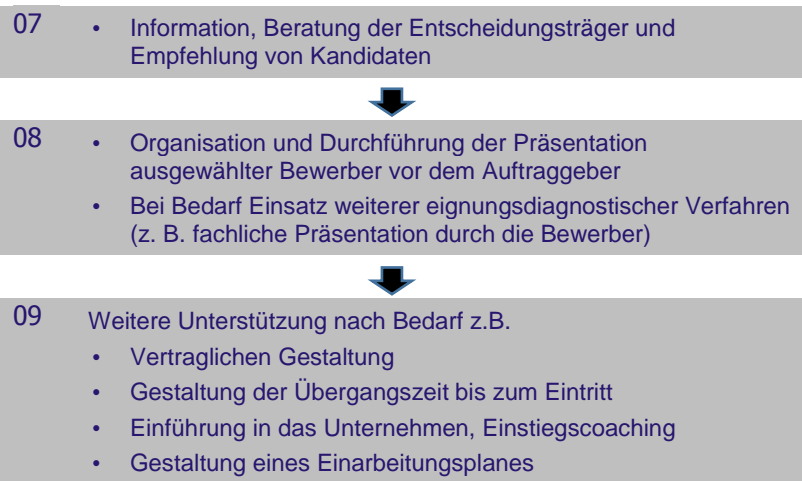 07 • Information, Beratung der Entscheidungsträger und
Empfehlung von Kandidaten
08 • Organisation und Durchführung der Präsentation
ausgewählter Bewerber vor dem Auftraggeber
• Bei Bedarf Einsatz weiterer eignungsdiagnostischer Verfahren
(z. B. fachliche Präsentation durch die Bewerber)
09 Weitere Unterstützung nach Bedarf z.B.
• Vertraglichen Gestaltung
• Gestaltung der Übergangszeit bis zum Eintritt
• Einführung in das Unternehmen, Einstiegscoaching
• Gestaltung eines Einarbeitungsplanes